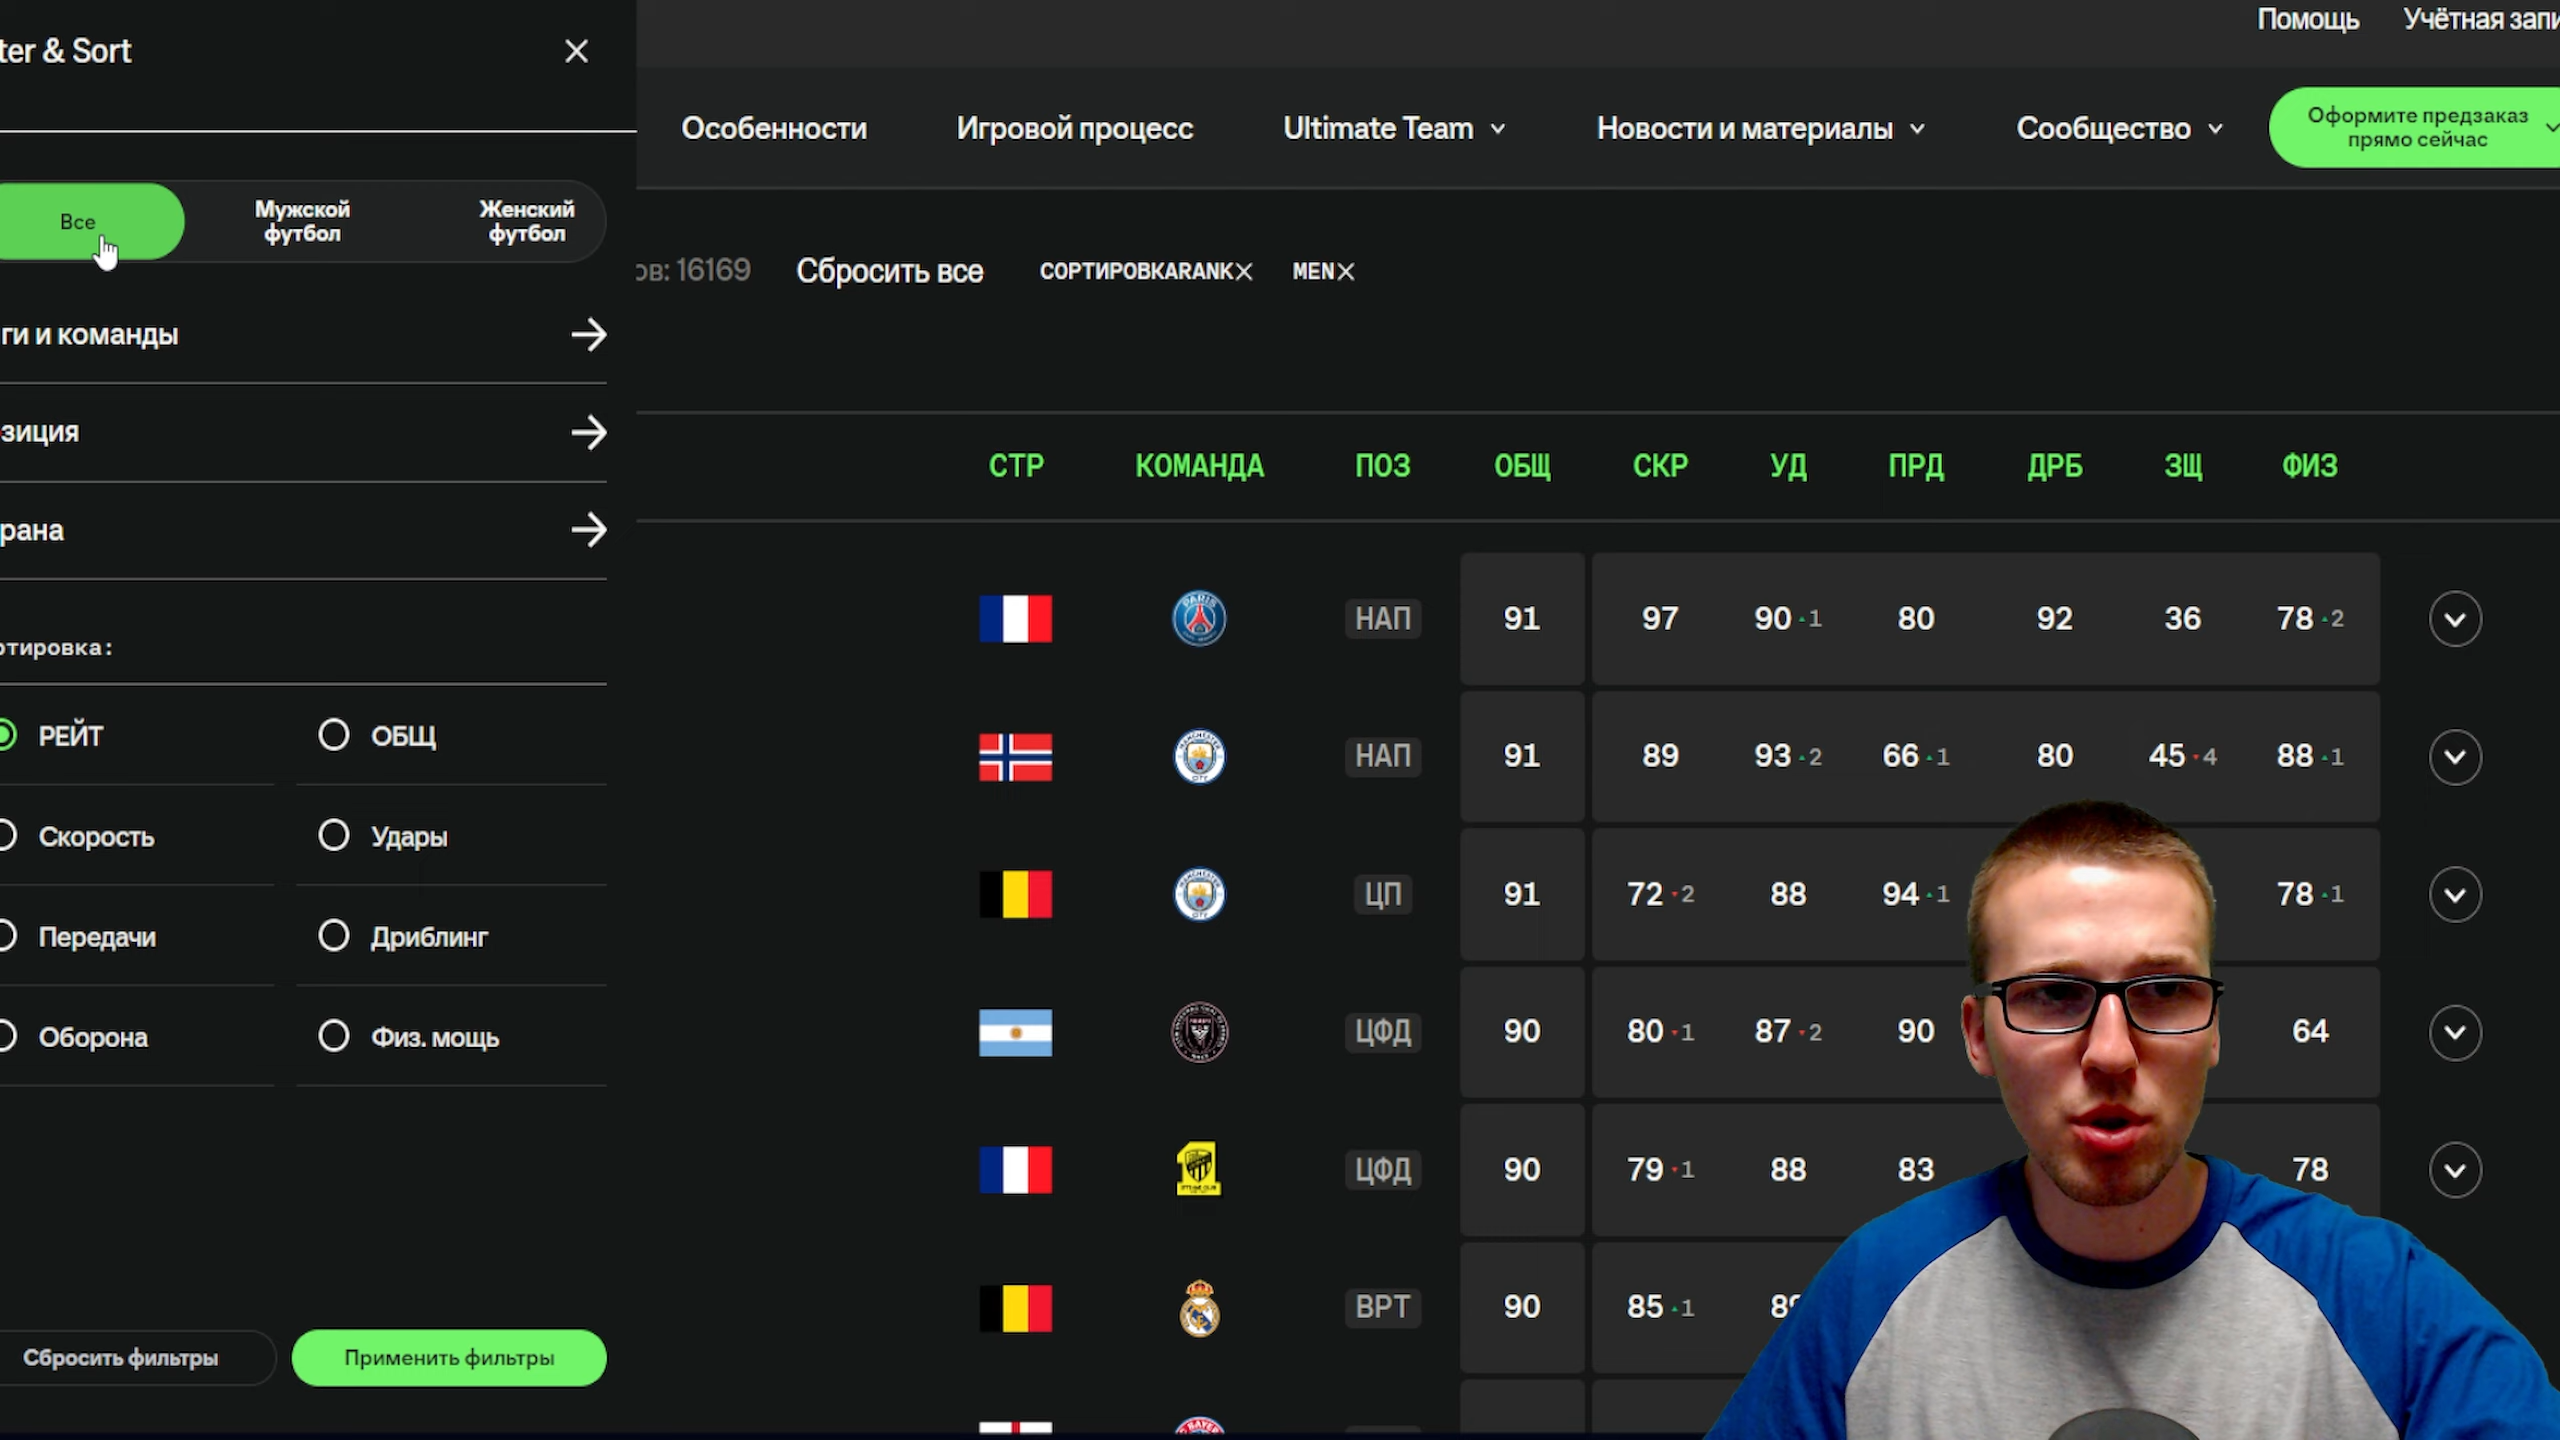 Помощь Учётная запи
ter & Sort
Особенности Игровой процесс Ultimate Team Новости и материалы Сообщество Оформите предзаказ
прямо сейчас
Все Мужской
футбол Женский
футбол
ов: 16169 Сбросить все СОРТИРОВКАRANK MEN
ги и команды
зиция
рана
СТР КОМАНДА ПОЗ ОБЩ СКР УД ПРД ДРБ ЗЩ ФИЗ
ртировка:
РЕЙТ ОБЩ
Скорость Удары
Передачи Дриблинг
Оборона Физ. мощь
Сбросить фильтры Применить фильтры
НАП 91 97 90 1 80 92 36 78 2
НАП 91 89 93 2 66 1 80 45 4 88 1
ЦП 91 72 2 88 94 1 78 1
ЦФД 90 80 1 87 2 90 64
ЦФД 90 79 1 88 83 78
ВРТ 90 85 1
PARIS